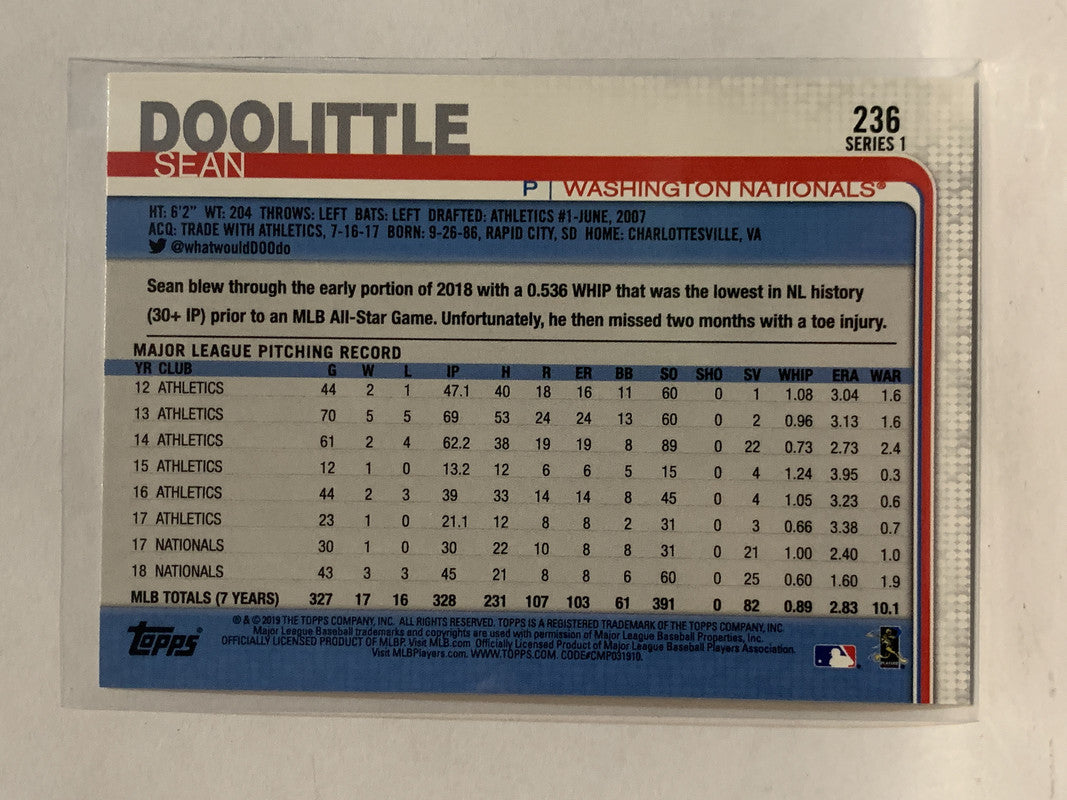 DOOLITTLE
SEAN
236
SERIES 1
P | WASHINGTON NATIONALS®
HT: 6'2" WT: 204 THROWS: LEFT BATS: LEFT DRAFTED: ATHLETICS #1-JUNE, 2007
ACQ: TRADE WITH ATHLETICS, 7-16-17 BORN: 9-26-86, RAPID CITY, SD HOME: CHARLOTTESVILLE, VA
@whatwouldDOOdo
Sean blew through the early portion of 2018 with a 0.536 WHIP that was the lowest in NL history
(30+ IP) prior to an MLB All-Star Game. Unfortunately, he then missed two months with a toe injury.
MAJOR LEAGUE PITCHING RECORD
YR CLUB G W L IP H R ER BB SO SHO SV WHIP ERA WAR
12 ATHLETICS 44 2 1 47.1 40 18 16 11 60 0 1 1.08 3.04 1.6
13 ATHLETICS 70 5 5 69 53 24 24 13 60 0 2 0.96 3.13 1.6
14 ATHLETICS 61 2 4 62.2 38 19 19 8 89 0 22 0.73 2.73 2.4
15 ATHLETICS 12 1 0 13.2 12 6 6 5 15 0 4 1.24 3.95 0.3
16 ATHLETICS 44 2 3 39 33 14 14 8 45 0 4 1.05 3.23 0.6
17 ATHLETICS 23 1 0 21.1 12 8 8 2 31 0 3 0.66 3.38 0.7
17 NATIONALS 30 1 0 30 22 10 8 8 31 0 21 1.00 2.40 1.0
18 NATIONALS 43 3 3 45 21 8 8 6 60 0 25 0.60 1.60 1.9
MLB TOTALS (7 YEARS) 327 17 16 328 231 107 103 61 391 0 82 0.89 2.83 10.1
Topps®
® & © 2019 THE TOPPS COMPANY, INC. ALL RIGHTS RESERVED. TOPPS IS A REGISTERED TRADEMARK OF THE TOPPS COMPANY, INC.
Major League Baseball trademarks and copyrights are used with permission of Major League Baseball Properties, Inc.
OFFICIALLY LICENSED PRODUCT OF MLBP. Visit MLB.com Officially Licensed Product of Major League Baseball Players Association.
Visit MLBPlayers.com. WWW.TOPPS.COM. CODE#CMP031910.